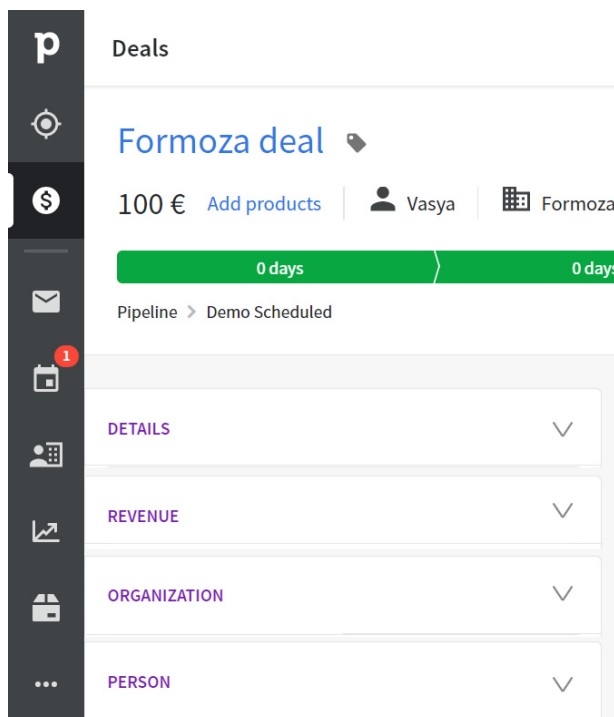 p
Deals
Formoza deal
100 € Add products Vasya Formoza
0 days 0 days
Pipeline > Demo Scheduled
1
DETAILS
REVENUE
ORGANIZATION
PERSON